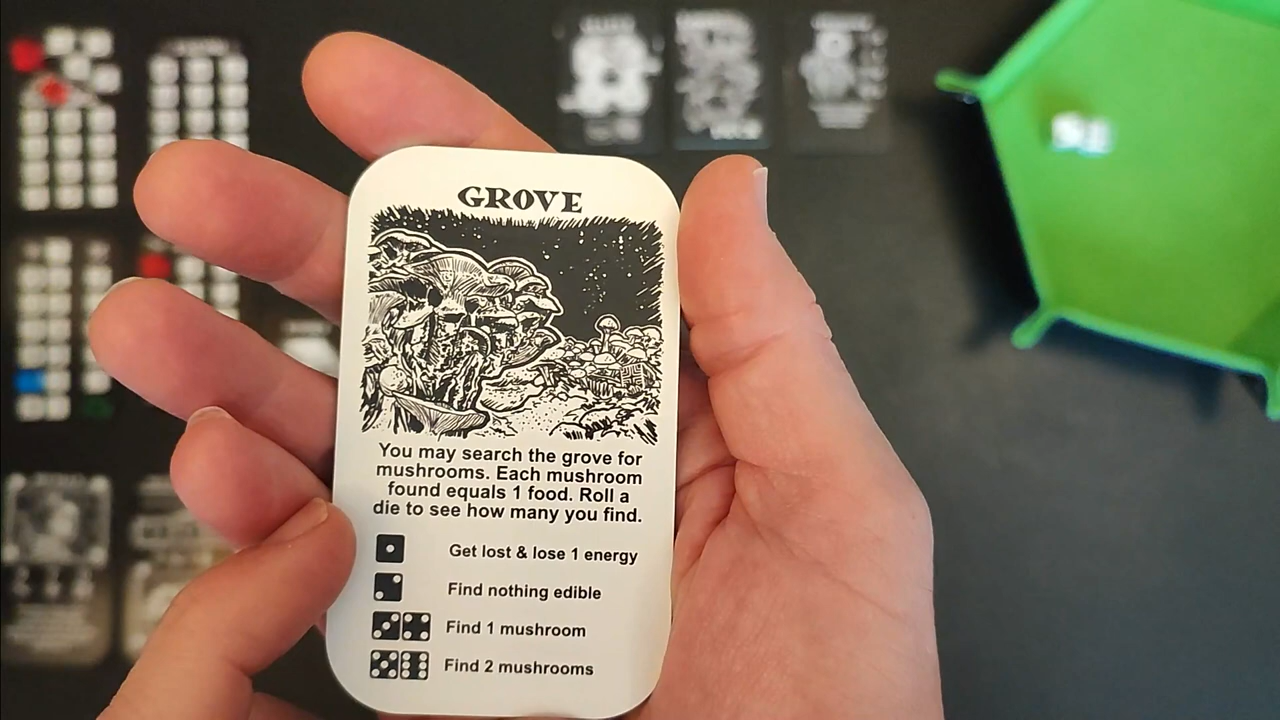 GROVE
You may search the grove for
mushrooms. Each mushroom
found equals 1 food. Roll a
die to see how many you find.
Get lost & lose 1 energy
Find nothing edible
Find 1 mushroom
Find 2 mushrooms